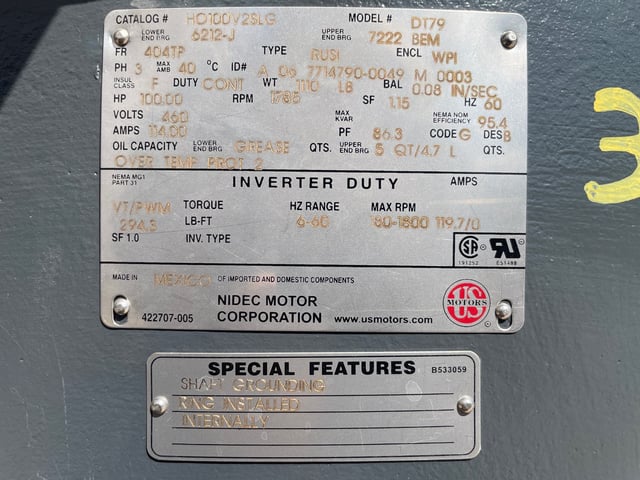 CATALOG # HO100V2SLG MODEL # DT79
LOWER END BRG 6212-J UPPER END BRG 7222 BEM
FR 404TP TYPE RUSI ENCL WPI
PH 3 MAX AMB 40 °C ID# A 06 7714790-0049 M 0003
INSUL CLASS F DUTY CONT WT 1110 LB BAL 0.08 IN/SEC
HP 100.00 RPM 1785 SF 1.15 HZ 60
VOLTS 460 MAX KVAR NEMA NOM EFFICIENCY 95.4
AMPS 114.00 PF 86.3 CODE G DES B
OIL CAPACITY LOWER END BRG GREASE QTS. UPPER END BRG 5 QT/4.7 L QTS.
OVER TEMP PROT 2
NEMA MG1 PART 31 INVERTER DUTY AMPS
VT/PWM TORQUE HZ RANGE MAX RPM
294.3 LB-FT 6-60 180-1800 119.7/0
SF 1.0 INV. TYPE
SA 191252 UR E51488
MADE IN MEXICO OF IMPORTED AND DOMESTIC COMPONENTS
NIDEC MOTOR
422707-005 CORPORATION www.usmotors.com
US MOTORS
SPECIAL FEATURES B533059
SHAFT GROUNDING
RING INSTALLED
INTERNALLY
3